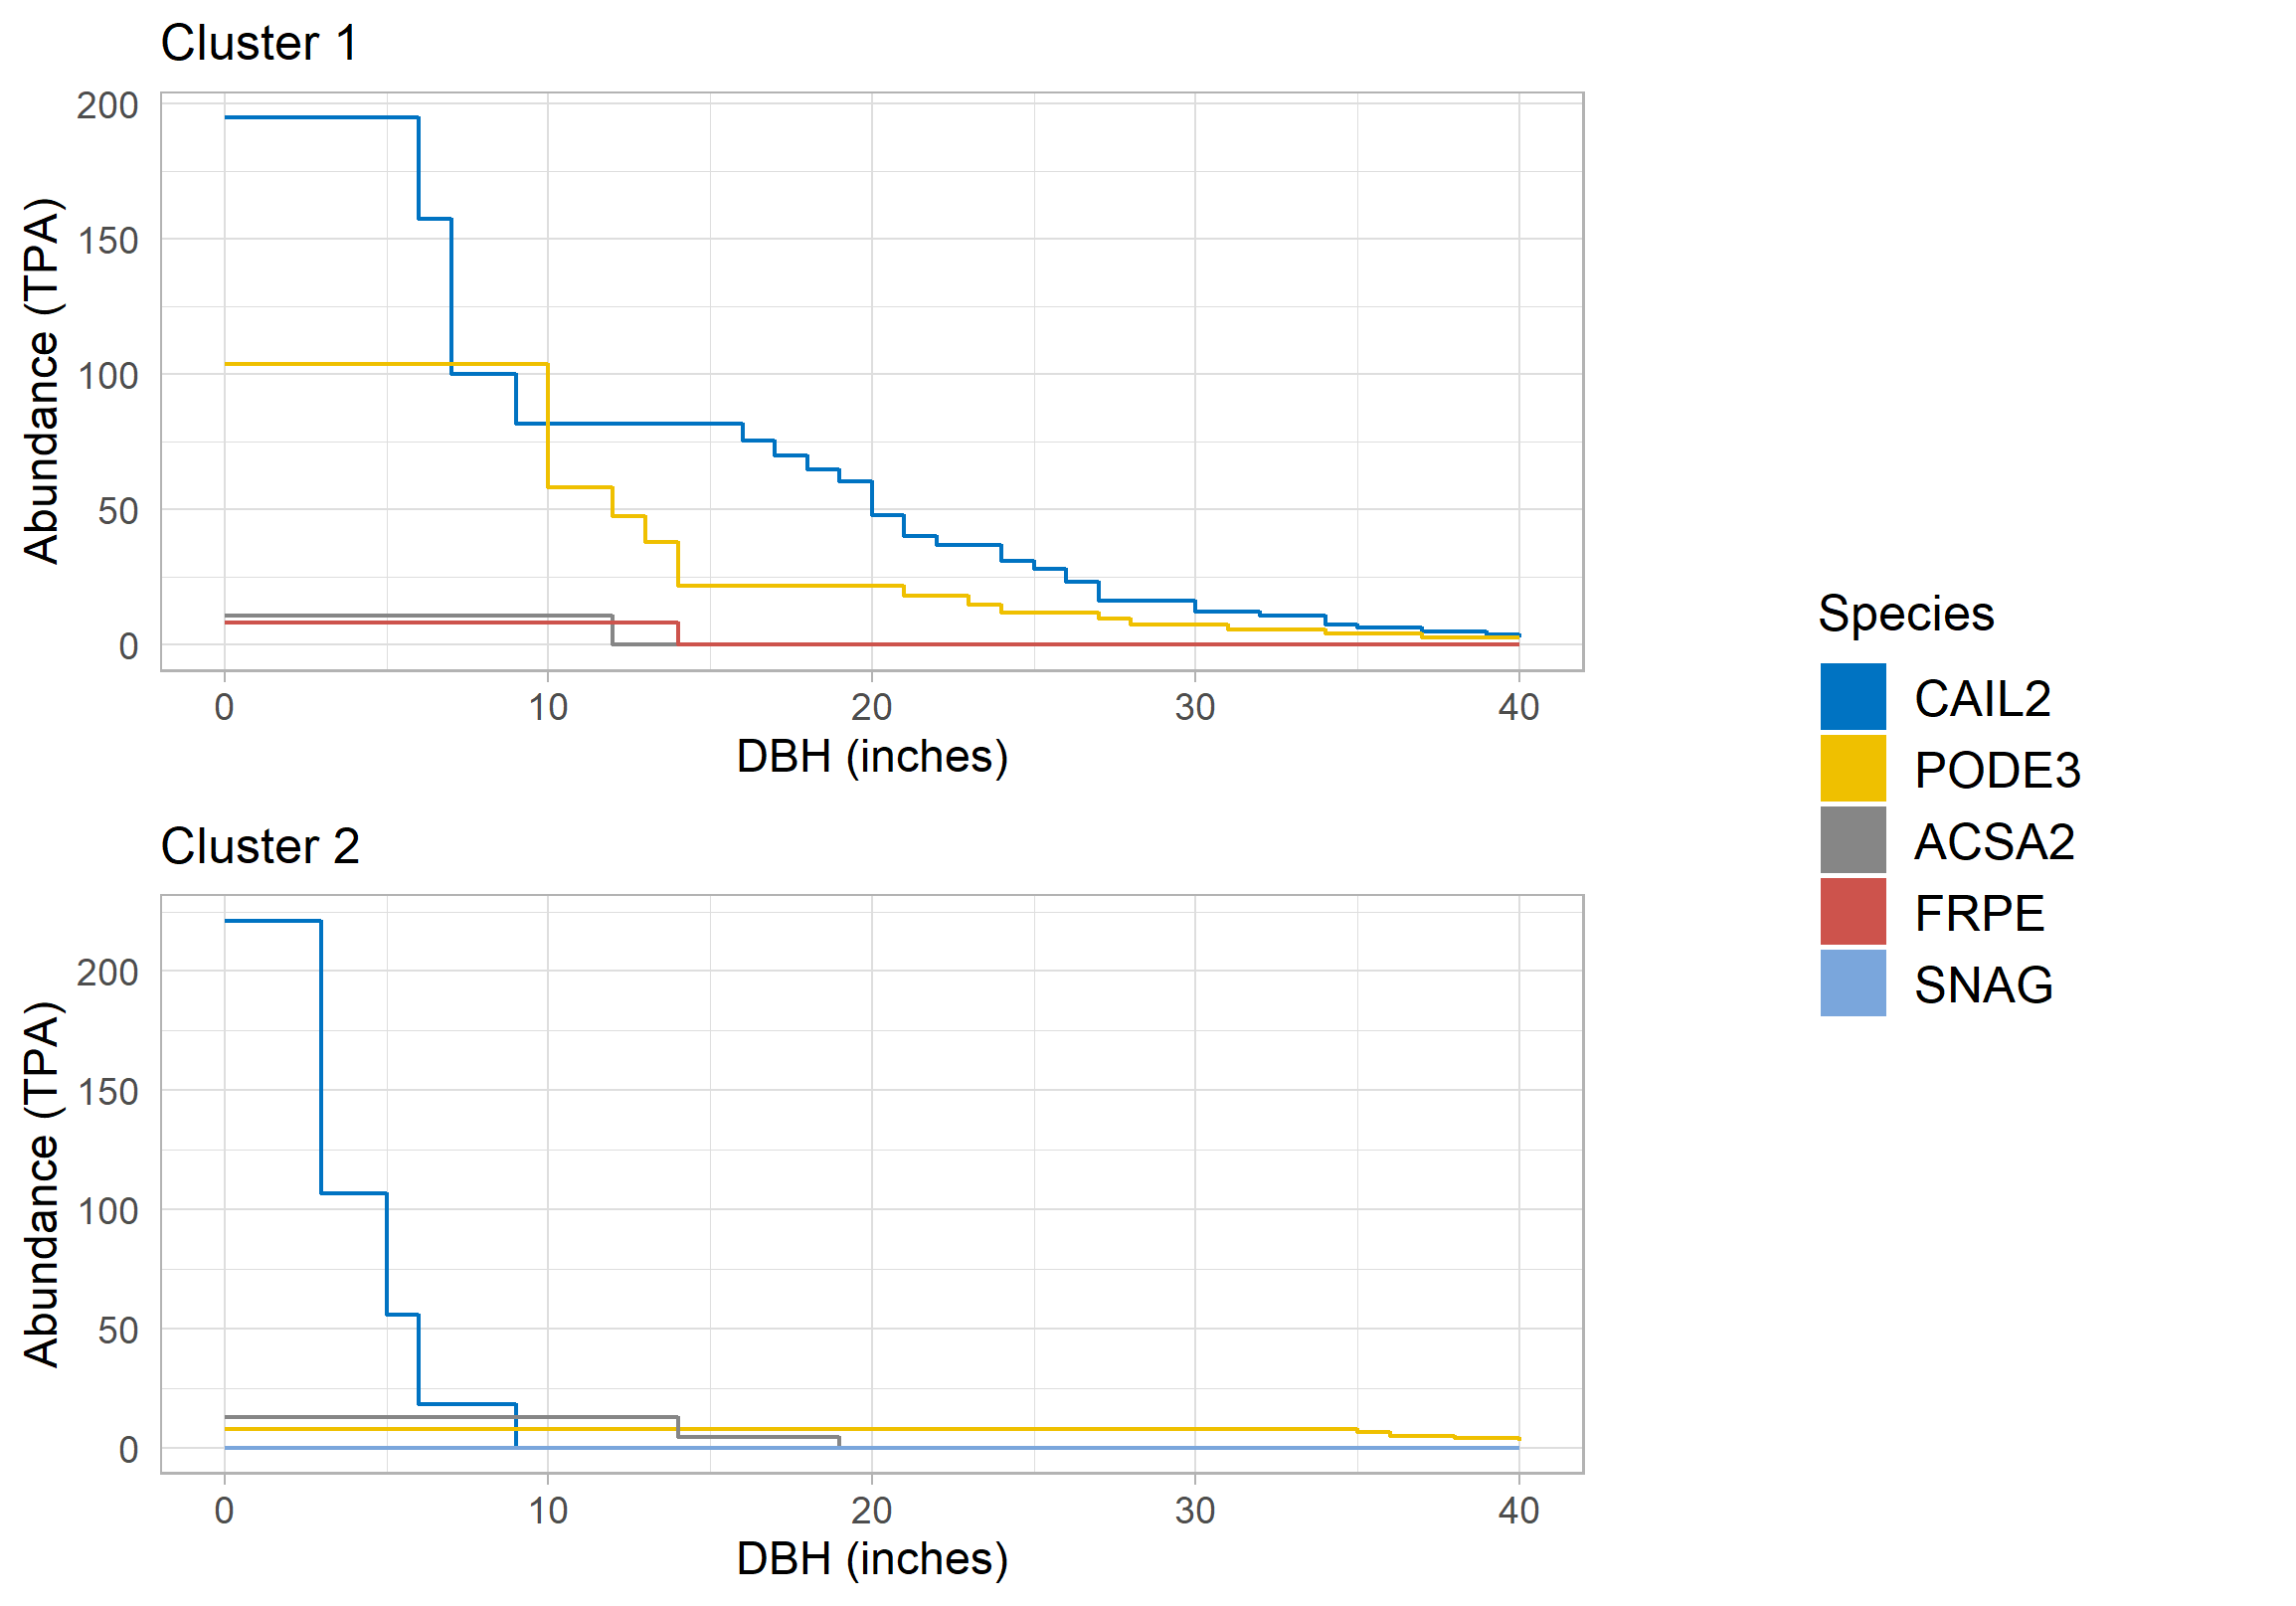 Cluster 1
200
150
100
50
0
Abundance (TPA)
0 10 20 30 40
DBH (inches)
Cluster 2
200
150
100
50
0
Abundance (TPA)
0 10 20 30 40
DBH (inches)
Species
CAIL2
PODE3
ACSA2
FRPE
SNAG